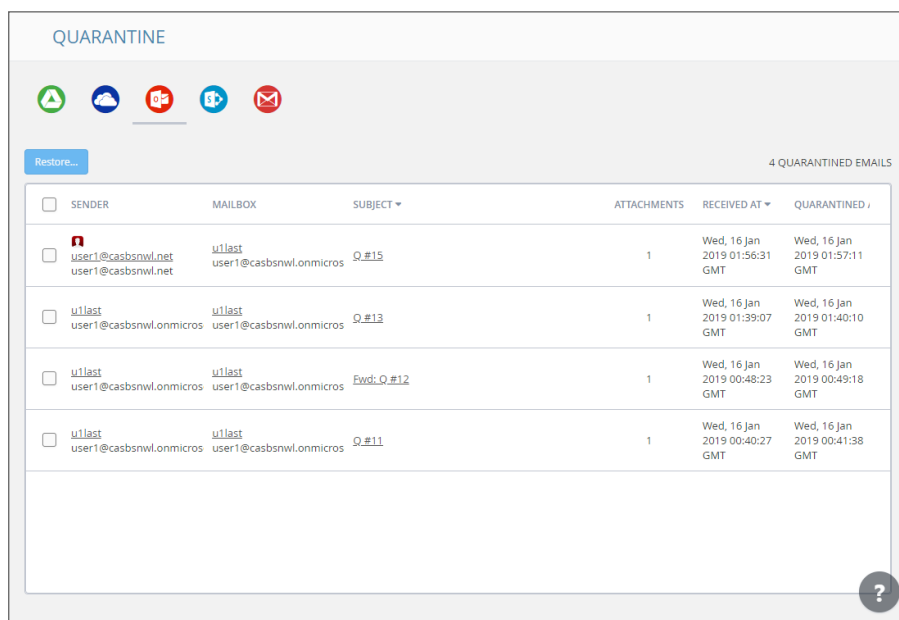 QUARANTINE
Restore...
4 QUARANTINED EMAILS
SENDER MAILBOX SUBJECT ATTACHMENTS RECEIVED AT QUARANTINED
user1@casbsnwl.net
user1@casbsnwl.net
u1last
user1@casbsnwl.onmicros
Q #15
1
Wed, 16 Jan
2019 01:56:31
GMT
Wed, 16 Jan
2019 01:57:11
GMT
u1last
user1@casbsnwl.onmicros
u1last
user1@casbsnwl.onmicros
Q #13
1
Wed, 16 Jan
2019 01:39:07
GMT
Wed, 16 Jan
2019 01:40:10
GMT
u1last
user1@casbsnwl.onmicros
u1last
user1@casbsnwl.onmicros
Fwd: Q #12
1
Wed, 16 Jan
2019 00:48:23
GMT
Wed, 16 Jan
2019 00:49:18
GMT
u1last
user1@casbsnwl.onmicros
u1last
user1@casbsnwl.onmicros
Q #11
1
Wed, 16 Jan
2019 00:40:27
GMT
Wed, 16 Jan
2019 00:41:38
GMT
?